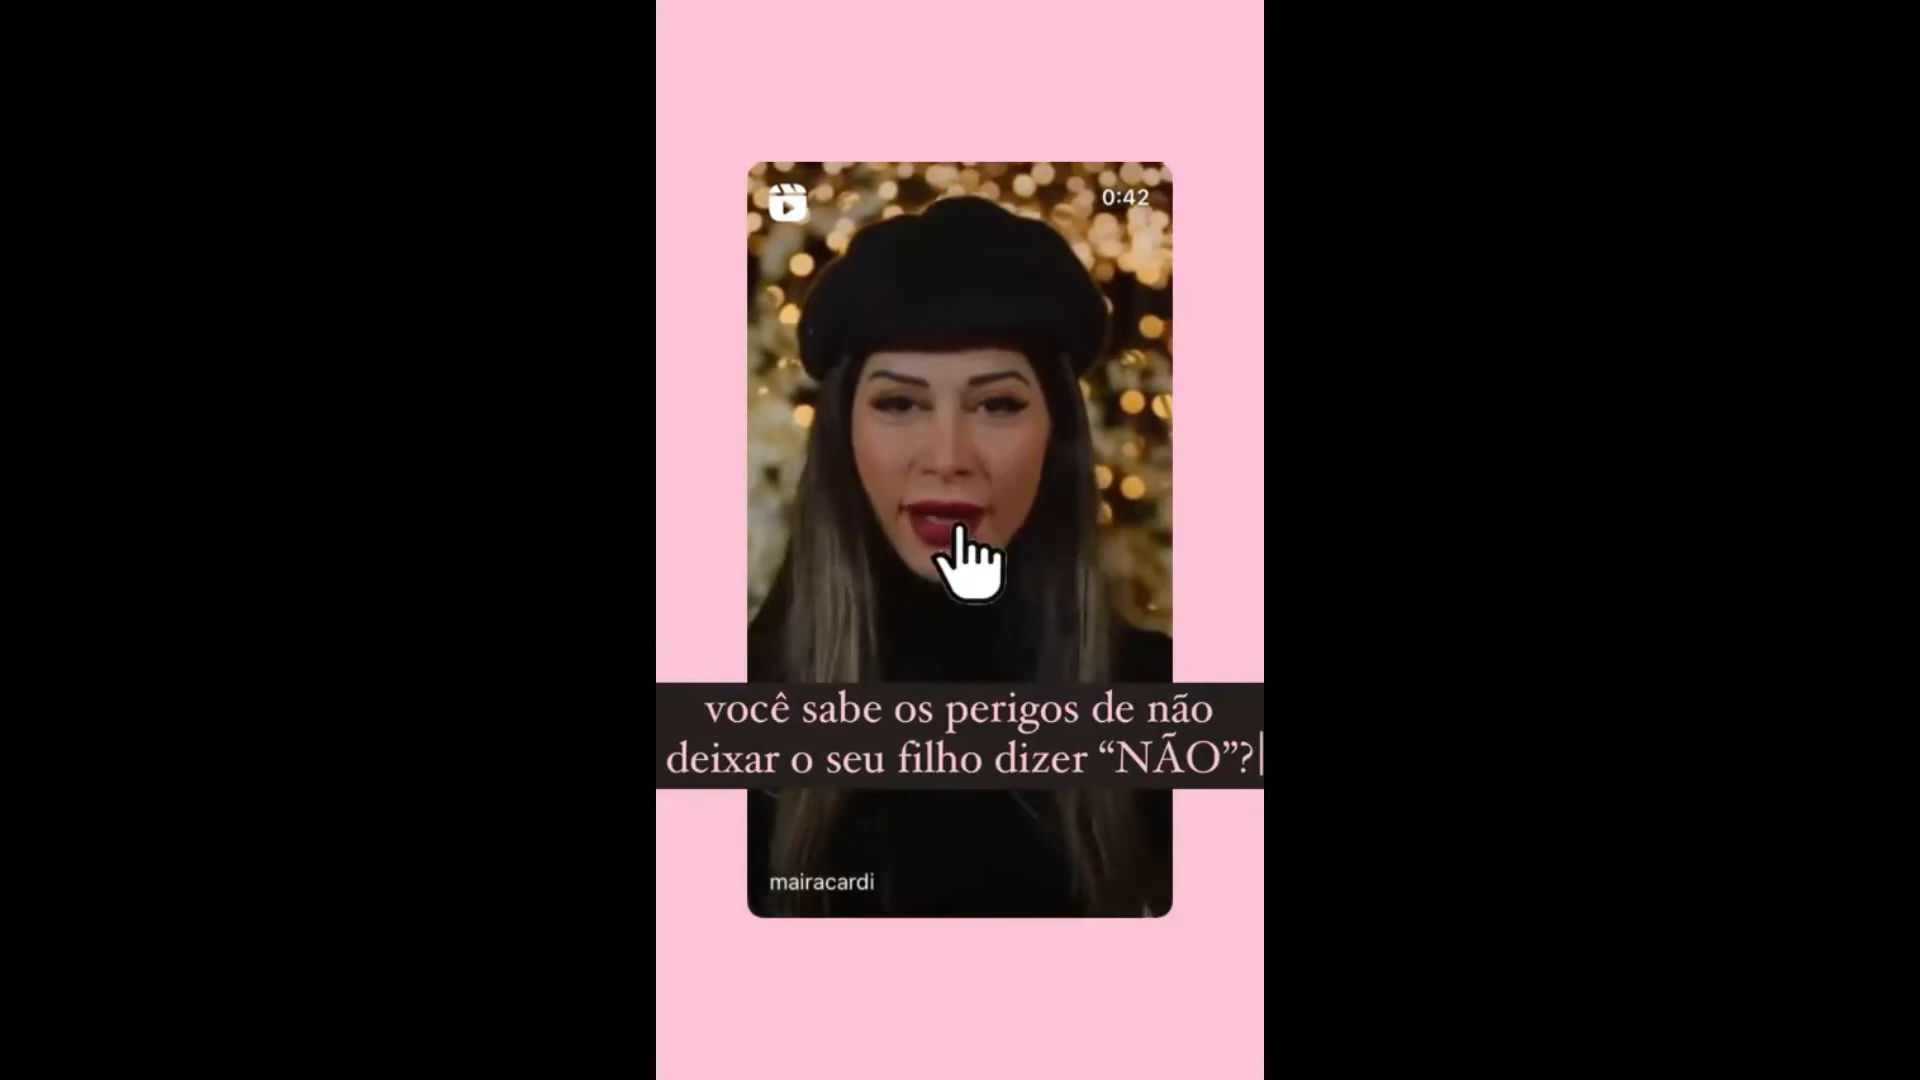 0:42
você sabe os perigos de não
deixar o seu filho dizer “NÃO”?
mairacardi